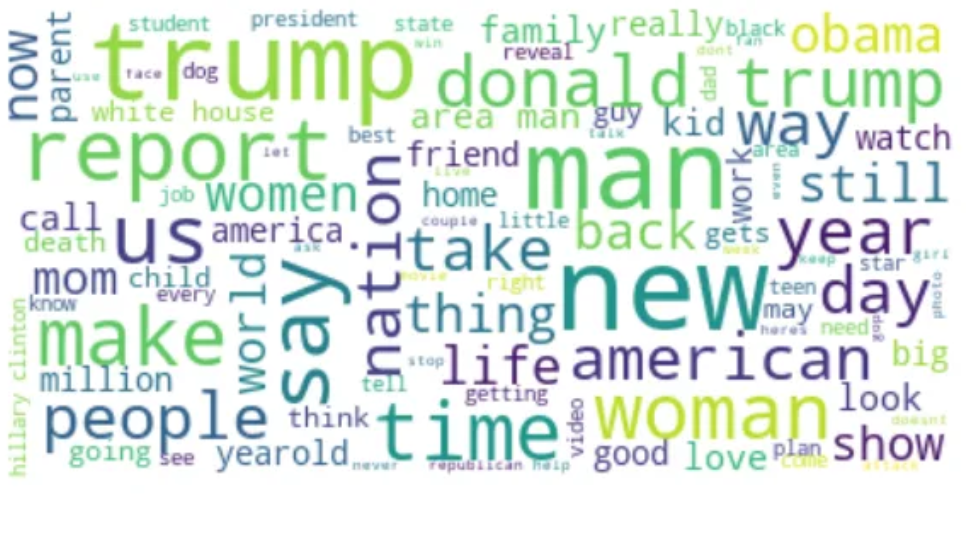 student president state family really black obama
now parent trump win reveal dont fan
use face dog donald dad trump
white house area man guy kid way watch
report let best talk area
friend man work even still
job women nation live home
call us america couple little back gets year
death ask take week keep star girl
mom child movie right new teen day photo
know every world say thing may
hillary clinton make heres need gop
stop life american big
million tell getting look
people think time video woman doesnt
going see yearold never republican help good love plan come show attack